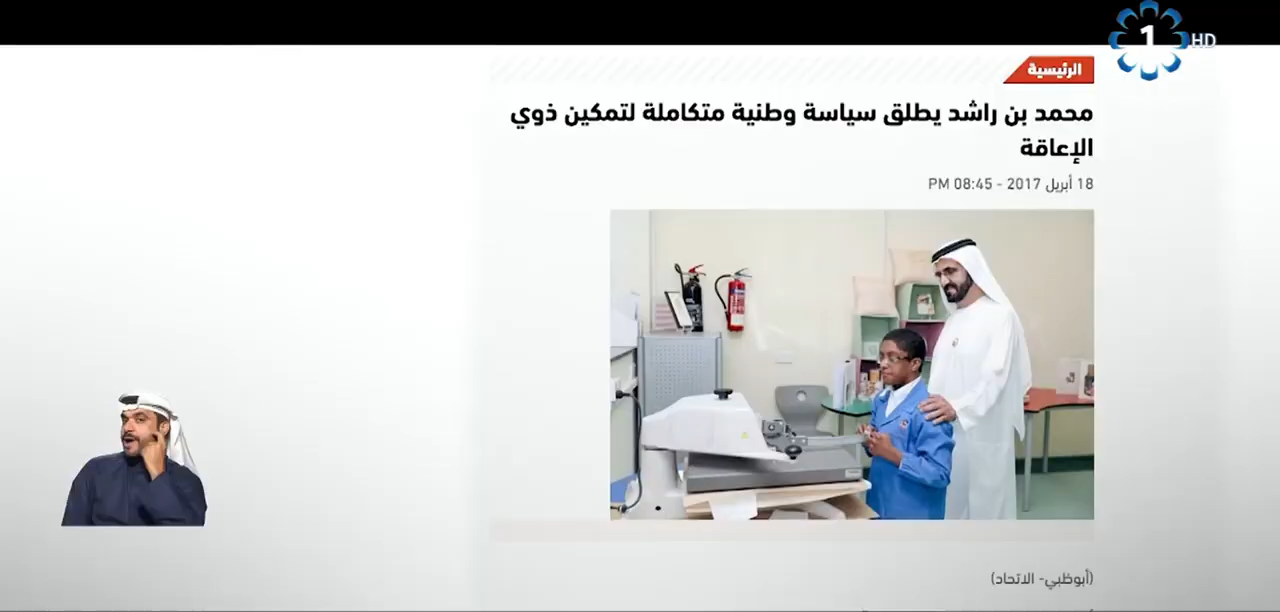 1 HD
الرئيسية
محمد بن راشد يطلق سياسة وطنية متكاملة لتمكين ذوي
الإعاقة
18 أبريل 2017 - 08:45 PM
(أبوظبي- الاتحاد)